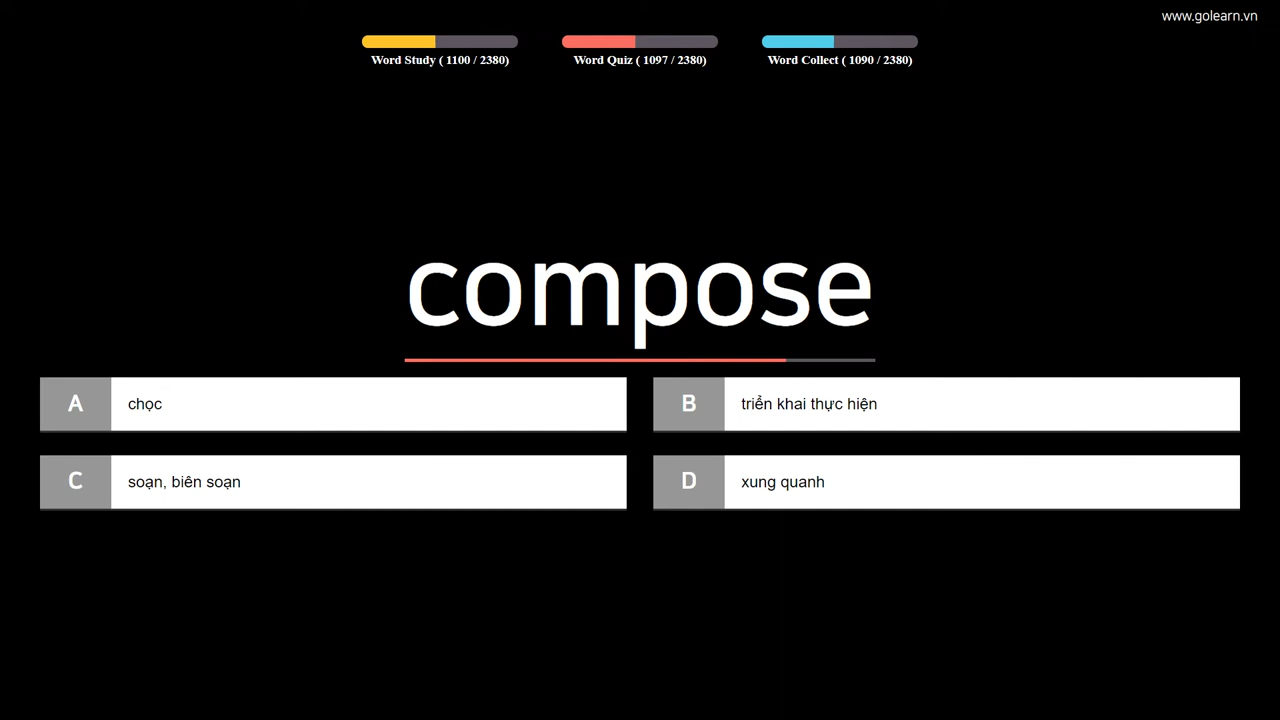 www.golearn.vn
Word Study ( 1100 / 2380)
Word Quiz ( 1097 / 2380)
Word Collect ( 1090 / 2380)
compose
A chọc
B triển khai thực hiện
C soạn, biên soạn
D xung quanh